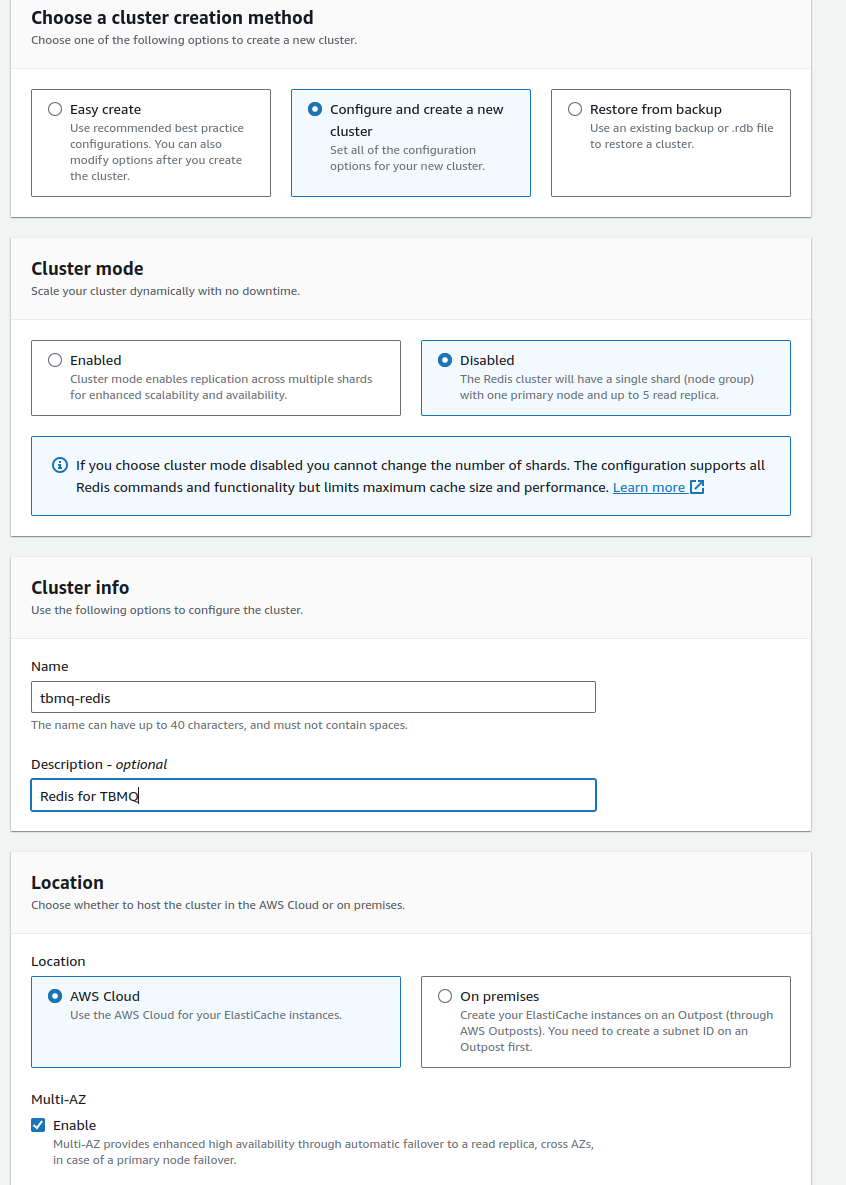 Choose a cluster creation method
Choose one of the following options to create a new cluster.
Easy create
Use recommended best practice
configurations. You can also
modify options after you create
the cluster.
Configure and create a new
cluster
Set all of the configuration
options for your new cluster.
Restore from backup
Use an existing backup or .rdb file
to restore a cluster.
Cluster mode
Scale your cluster dynamically with no downtime.
Enabled
Cluster mode enables replication across multiple shards
for enhanced scalability and availability.
Disabled
The Redis cluster will have a single shard (node group)
with one primary node and up to 5 read replica.
If you choose cluster mode disabled you cannot change the number of shards. The configuration supports all
Redis commands and functionality but limits maximum cache size and performance. Learn more
Cluster info
Use the following options to configure the cluster.
Name
tbmq-redis
The name can have up to 40 characters, and must not contain spaces.
Description - optional
Redis for TBMQ
Location
Choose whether to host the cluster in the AWS Cloud or on premises.
Location
AWS Cloud
Use the AWS Cloud for your ElastiCache instances.
On premises
Create your ElastiCache instances on an Outpost (through
AWS Outposts). You need to create a subnet ID on an
Outpost first.
Multi-AZ
Enable
Multi-AZ provides enhanced high availability through automatic failover to a read replica, cross AZs,
in case of a primary node failover.